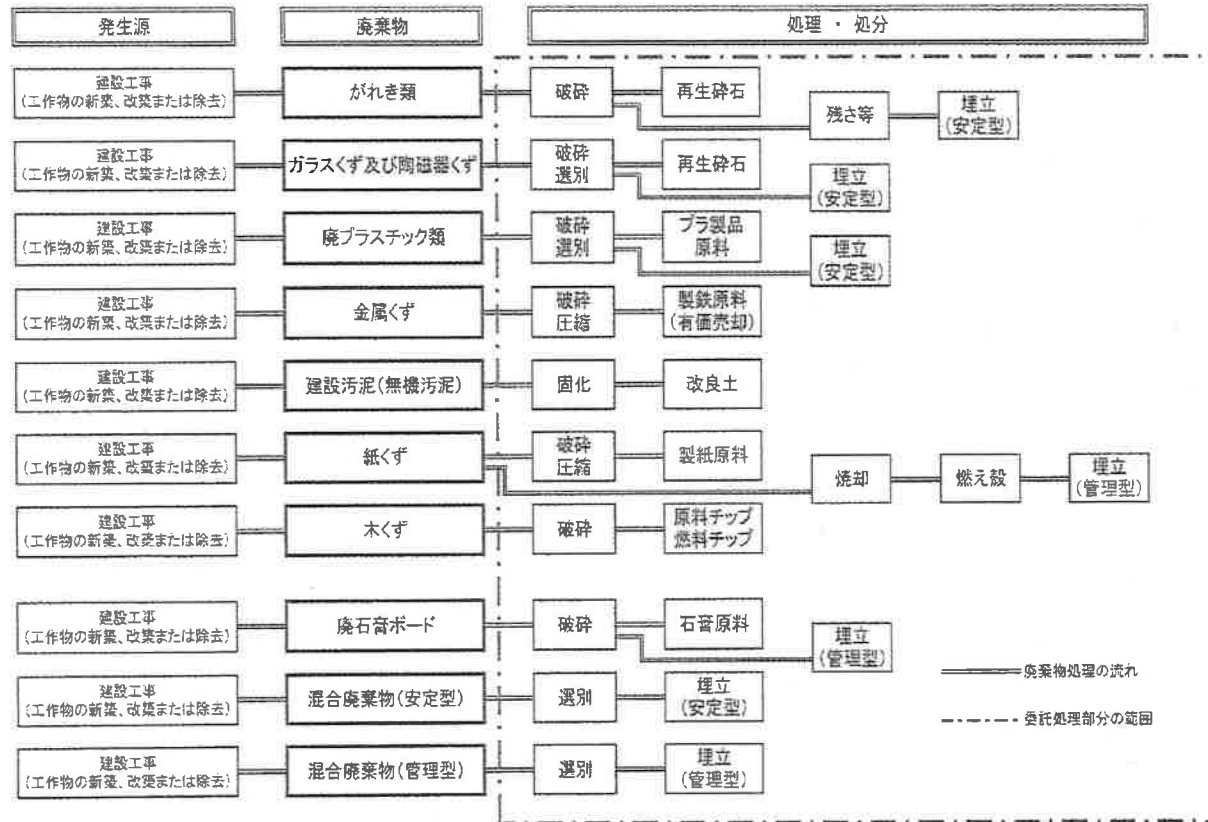 発生源
廃棄物
処理 ・ 処分
建設工事
(工作物の新築、改築または除去)
がれき類
破砕
再生砕石
残さ等
埋立
(安定型)
建設工事
(工作物の新築、改築または除去)
ガラスくず及び陶磁器くず
破砕
選別
再生砕石
埋立
(安定型)
建設工事
(工作物の新築、改築または除去)
廃プラスチック類
破砕
選別
プラ製品
原料
埋立
(安定型)
建設工事
(工作物の新築、改築または除去)
金属くず
破砕
圧縮
製鉄原料
(有価売却)
建設工事
(工作物の新築、改築または除去)
建設汚泥(無機汚泥)
固化
改良土
建設工事
(工作物の新築、改築または除去)
紙くず
破砕
圧縮
製紙原料
焼却
燃え殻
埋立
(管理型)
建設工事
(工作物の新築、改築または除去)
木くず
破砕
原料チップ
燃料チップ
建設工事
(工作物の新築、改築または除去)
廃石膏ボード
破砕
石膏原料
埋立
(管理型)
建設工事
(工作物の新築、改築または除去)
混合廃棄物(安定型)
選別
埋立
(安定型)
建設工事
(工作物の新築、改築または除去)
混合廃棄物(管理型)
選別
埋立
(管理型)
廃棄物処理の流れ
委託処理部分の範囲